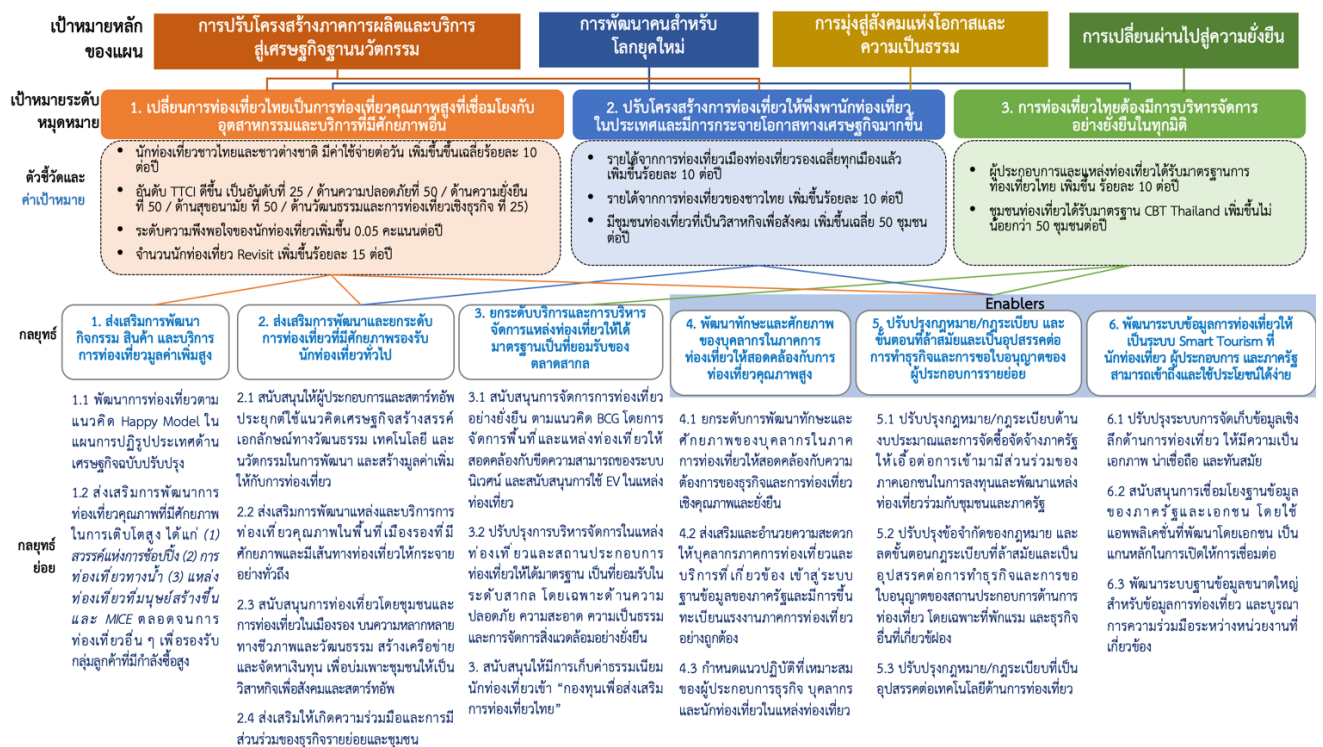 เป้าหมายหลัก
ของแผน
การปรับโครงสร้างภาคการผลิตและบริการ
สู่เศรษฐกิจฐานนวัตกรรม
การพัฒนาคนสำหรับ
โลกยุคใหม่
การมุ่งสู่สังคมแห่งโอกาสและ
ความเป็นธรรม
การเปลี่ยนผ่านไปสู่ความยั่งยืน
เป้าหมายระดับ
หมุดหมาย
1. เปลี่ยนการท่องเที่ยวไทยเป็นการท่องเที่ยวคุณภาพสูงที่เชื่อมโยงกับ
อุตสาหกรรมและบริการที่มีศักยภาพอื่น
2. ปรับโครงสร้างการท่องเที่ยวให้พึ่งพานักท่องเที่ยว
ในประเทศและมีการกระจายโอกาสทางเศรษฐกิจมากขึ้น
3. การท่องเที่ยวไทยต้องมีการบริหารจัดการ
อย่างยั่งยืนในทุกมิติ
ตัวชี้วัดและ
ค่าเป้าหมาย
• นักท่องเที่ยวชาวไทยและชาวต่างชาติ มีค่าใช้จ่ายต่อวัน เพิ่มขึ้นขึ้นเฉลี่ยร้อยละ 10
ต่อปี
• อันดับ TTCI ดีขึ้น เป็นอันดับที่ 25 / ด้านความปลอดภัยที่ 50 / ด้านความยั่งยืน
ที่ 50 / ด้านสุขอนามัย ที่ 50 / ด้านวัฒนธรรมและการท่องเที่ยวเชิงธุรกิจ ที่ 25)
• ระดับความพึงพอใจของนักท่องเที่ยวเพิ่มขึ้น 0.05 คะแนนต่อปี
• จำนวนนักท่องเที่ยว Revisit เพิ่มขึ้นร้อยละ 15 ต่อปี
• รายได้จากการท่องเที่ยวเมืองท่องเที่ยวรองเฉลี่ยทุกเมืองแล้ว
เพิ่มขึ้นร้อยละ 10 ต่อปี
• รายได้จากการท่องเที่ยวของชาวไทย เพิ่มขึ้นร้อยละ 10 ต่อปี
• มีชุมชนท่องเที่ยวที่เป็นวิสาหกิจเพื่อสังคม เพิ่มขึ้นเฉลี่ย 50 ชุมชน
ต่อปี
• ผู้ประกอบการและแหล่งท่องเที่ยวได้รับมาตรฐานการ
ท่องเที่ยวไทย เพิ่มขึ้น ร้อยละ 10 ต่อปี
• ชุมชนท่องเที่ยวได้รับมาตรฐาน CBT Thailand เพิ่มขึ้นไม่
น้อยกว่า 50 ชุมชนต่อปี
Enablers
กลยุทธ์
1. ส่งเสริมการพัฒนา
กิจกรรม สินค้า และบริการ
การท่องเที่ยวมูลค่าเพิ่มสูง
2. ส่งเสริมการพัฒนาและยกระดับ
การท่องเที่ยวที่มีศักยภาพรองรับ
นักท่องเที่ยวทั่วไป
3. ยกระดับบริการและการบริหาร
จัดการแหล่งท่องเที่ยวให้ได้
มาตรฐานเป็นที่ยอมรับของ
ตลาดสากล
4. พัฒนาทักษะและศักยภาพ
ของบุคลากรในภาคการ
ท่องเที่ยวให้สอดคล้องกับการ
ท่องเที่ยวคุณภาพสูง
5. ปรับปรุงกฎหมาย/กฎระเบียบ และ
ขั้นตอนที่ล้าสมัยและเป็นอุปสรรคต่อ
การทำธุรกิจและการขอใบอนุญาตของ
ผู้ประกอบการรายย่อย
6. พัฒนาระบบข้อมูลการท่องเที่ยวให้
เป็นระบบ Smart Tourism ที่
นักท่องเที่ยว ผู้ประกอบการ และภาครัฐ
สามารถเข้าถึงและใช้ประโยชน์ได้ง่าย
กลยุทธ์
ย่อย
1.1 พัฒนาการท่องเที่ยวตาม
แนวคิด Happy Model ใน
แผนการปฏิรูปประเทศด้าน
เศรษฐกิจฉบับปรับปรุง
1.2 ส่งเสริมการพัฒนาการ
ท่องเที่ยวคุณภาพที่มีศักยภาพ
ในการเติบโตสูง ได้แก่ (1)
สวรรค์แห่งการช้อปปิ้ง (2) การ
ท่องเที่ยวทางน้ำ (3) แหล่ง
ท่องเที่ยวที่มนุษย์สร้างขึ้น
และ MICE ตลอดจนการ
ท่องเที่ยวอื่น ๆ เพื่อรองรับ
กลุ่มลูกค้าที่มีกำลังซื้อสูง
2.1 สนับสนุนให้ผู้ประกอบการและสตาร์ทอัพ
ประยุกต์ใช้แนวคิดเศรษฐกิจสร้างสรรค์
เอกลักษณ์ทางวัฒนธรรม เทคโนโลยี และ
นวัตกรรมในการพัฒนา และสร้างมูลค่าเพิ่ม
ให้กับการท่องเที่ยว
2.2 ส่งเสริมการพัฒนาแหล่งและบริการการ
ท่องเที่ยวคุณภาพในพื้นที่เมืองรองที่มี
ศักยภาพและมีเส้นทางท่องเที่ยวให้กระจาย
อย่างทั่วถึง
2.3 สนับสนุนการท่องเที่ยวโดยชุมชนและ
การท่องเที่ยวในเมืองรอง บนความหลากหลาย
ทางชีวภาพและวัฒนธรรม สร้างเครือข่าย
และจัดหาเงินทุน เพื่อบ่มเพาะชุมชนให้เป็น
วิสาหกิจเพื่อสังคมและสตาร์ทอัพ
2.4 ส่งเสริมให้เกิดความร่วมมือและการมี
ส่วนร่วมของธุรกิจรายย่อยและชุมชน
3.1 สนับสนุนการจัดการการท่องเที่ยว
อย่างยั่งยืน ตามแนวคิด BCG โดยการ
จัดการพื้นที่และแหล่งท่องเที่ยวให้
สอดคล้องกับขีดความสามารถของระบบ
นิเวศน์ และสนับสนุนการใช้ EV ในแหล่ง
ท่องเที่ยว
3.2 ปรับปรุงการบริหารจัดการในแหล่ง
ท่องเที่ยวและสถานประกอบการ
ท่องเที่ยวให้ได้มาตรฐาน เป็นที่ยอมรับใน
ระดับสากล โดยเฉพาะด้านความ
ปลอดภัย ความสะอาด ความเป็นธรรม
และการจัดการสิ่งแวดล้อมอย่างยั่งยืน
3. สนับสนุนให้มีการเก็บค่าธรรมเนียม
นักท่องเที่ยวเข้า “กองทุนเพื่อส่งเสริม
การท่องเที่ยวไทย”
4.1 ยกระดับการพัฒนาทักษะและ
ศักยภาพของบุคลากรในภาค
การท่องเที่ยวให้สอดคล้องกับความ
ต้องการของธุรกิจและการท่องเที่ยว
เชิงคุณภาพและยั่งยืน
4.2 ส่งเสริมและอำนวยความสะดวก
ให้บุคลากรภาคการท่องเที่ยวและ
บริการที่เกี่ยวข้อง เข้าสู่ระบบ
ฐานข้อมูลของภาครัฐและมีการขึ้น
ทะเบียนแรงงานภาคการท่องเที่ยว
อย่างถูกต้อง
4.3 กำหนดแนวปฏิบัติที่เหมาะสม
ของผู้ประกอบการธุรกิจ บุคลากร
และนักท่องเที่ยวในแหล่งท่องเที่ยว
5.1 ปรับปรุงกฎหมาย/กฎระเบียบด้าน
งบประมาณและการจัดซื้อจัดจ้างภาครัฐ
ให้เอื้อต่อการเข้ามามีส่วนร่วมของ
ภาคเอกชนในการลงทุนและพัฒนาแหล่ง
ท่องเที่ยวร่วมกับชุมชนและภาครัฐ
5.2 ปรับข้อจำกัดของกฎหมาย และ
ลดขั้นตอนกฎระเบียบที่ล้าสมัยและเป็น
อุปสรรคต่อการทำธุรกิจและการขอ
ใบอนุญาตของสถานประกอบการด้านการ
ท่องเที่ยว โดยเฉพาะที่พักแรม และธุรกิจ
อื่นที่เกี่ยวข้ฝอง
5.3 ปรับปรุงกฎหมาย/กฎระเบียบที่เป็น
อุปสรรคต่อเทคโนโลยีด้านการท่องเที่ยว
6.1 ปรับปรุงระบบการจัดเก็บข้อมูลเชิง
ลึกด้านการท่องเที่ยว ให้มีความเป็น
เอกภาพ น่าเชื่อถือ และทันสมัย
6.2 สนับสนุนการเชื่อมโยงฐานข้อมูล
ของภาครัฐและเอกชน โดยใช้
แอพพลิเคชั่นที่พัฒนาโดยเอกชน เป็น
แกนหลักในการเปิดให้การเชื่อมต่อ
6.3 พัฒนาระบบฐานข้อมูลขนาดใหญ่
สำหรับข้อมูลการท่องเที่ยว และบูรณา
การความร่วมมือระหว่างหน่วยงานที่
เกี่ยวข้อง